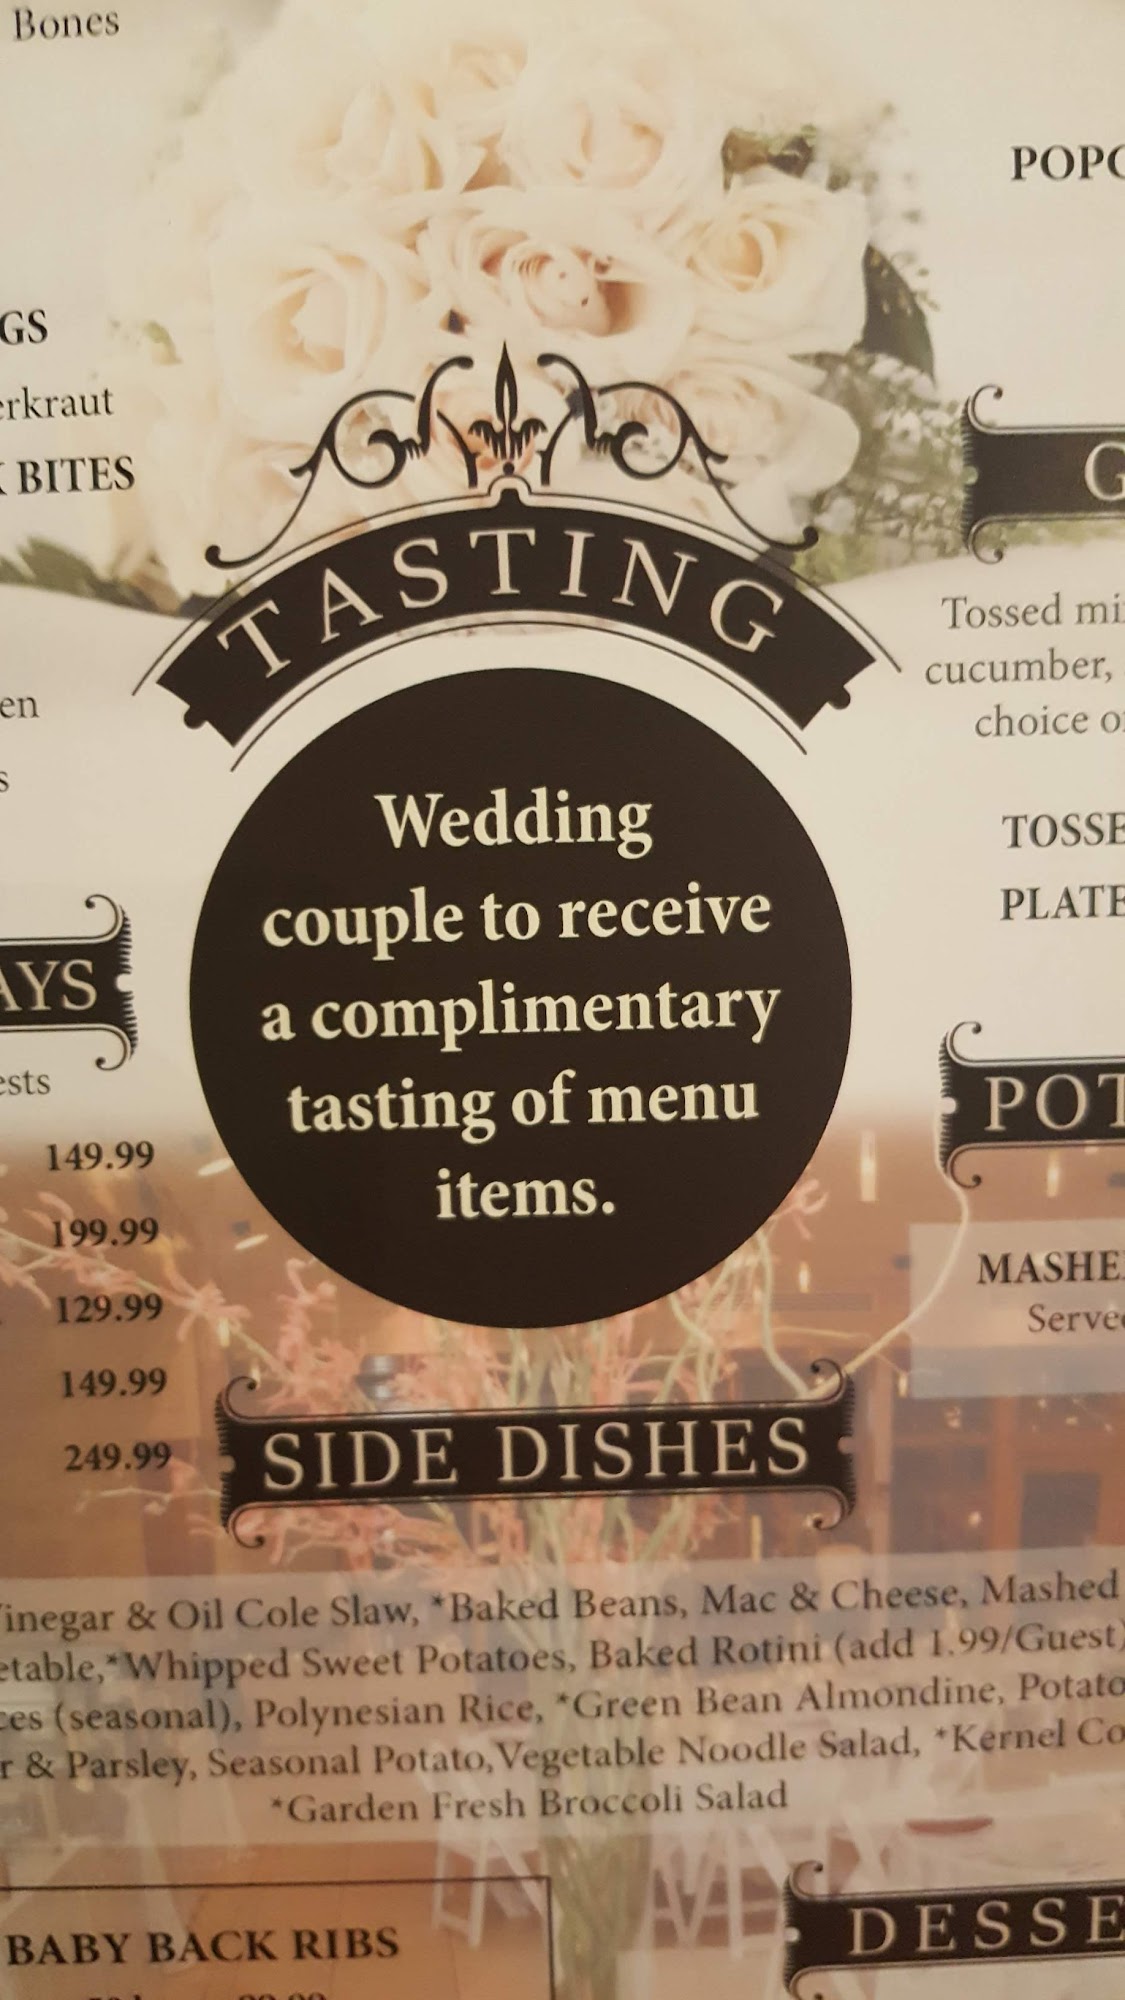 Bones
POPC
GS
erkraut
BITES
G
TASTING
Tossed mi
cucumber,
choice o
en
s
TOSSE
PLATE
Wedding
couple to receive
a complimentary
tasting of menu
items.
AYS
ests
149.99
199.99
129.99
149.99
249.99
POT
MASHE
Serve
SIDE DISHES
inegar & Oil Cole Slaw, *Baked Beans, Mac & Cheese, Mashed
etable,*Whipped Sweet Potatoes, Baked Rotini (add 1.99/Guest)
ces (seasonal), Polynesian Rice, *Green Bean Almondine, Potato
r & Parsley, Seasonal Potato,Vegetable Noodle Salad, *Kernel Co
*Garden Fresh Broccoli Salad
BABY BACK RIBS
DESSE